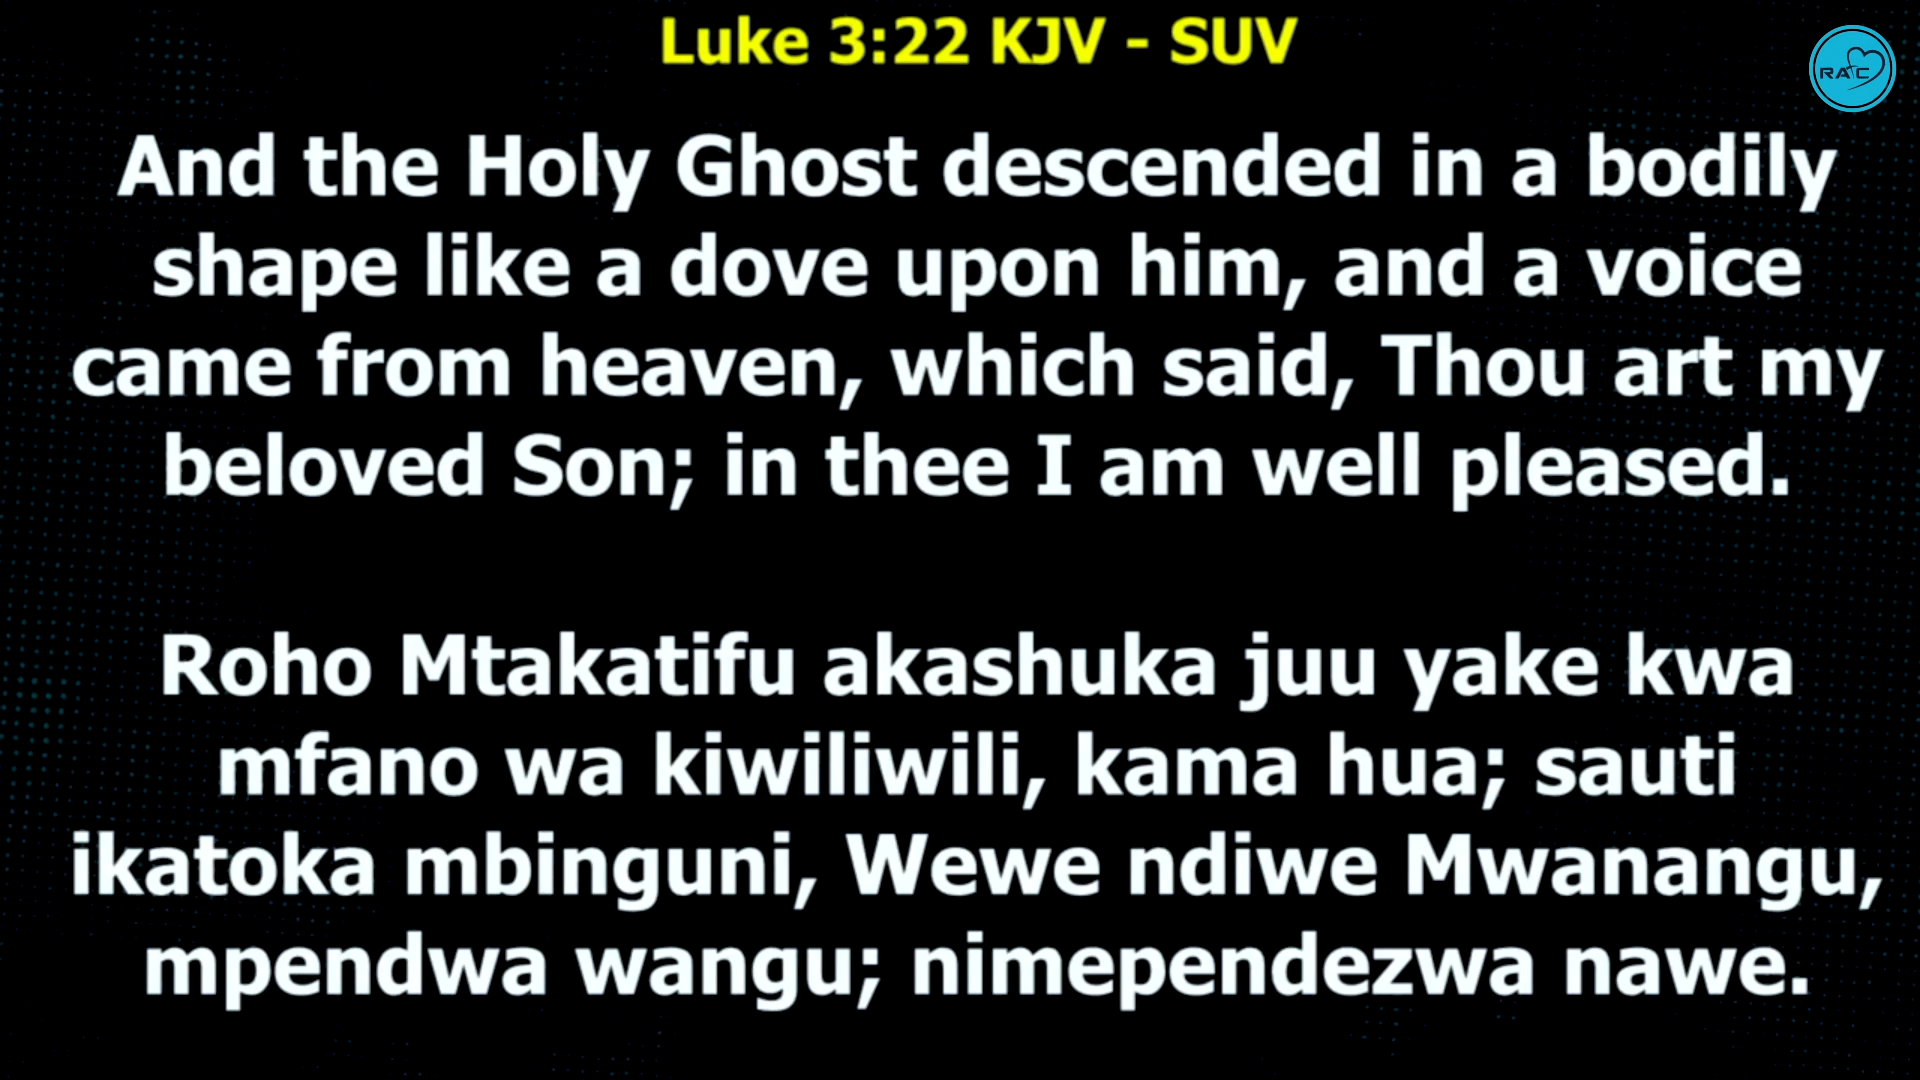 Luke 3:22 KJV - SUV
RATC
And the Holy Ghost descended in a bodily
shape like a dove upon him, and a voice
came from heaven, which said, Thou art my
beloved Son; in thee I am well pleased.
Roho Mtakatifu akashuka juu yake kwa
mfano wa kiwiliwili, kama hua; sauti
ikatoka mbinguni, Wewe ndiwe Mwanangu,
mpendwa wangu; nimependezwa nawe.